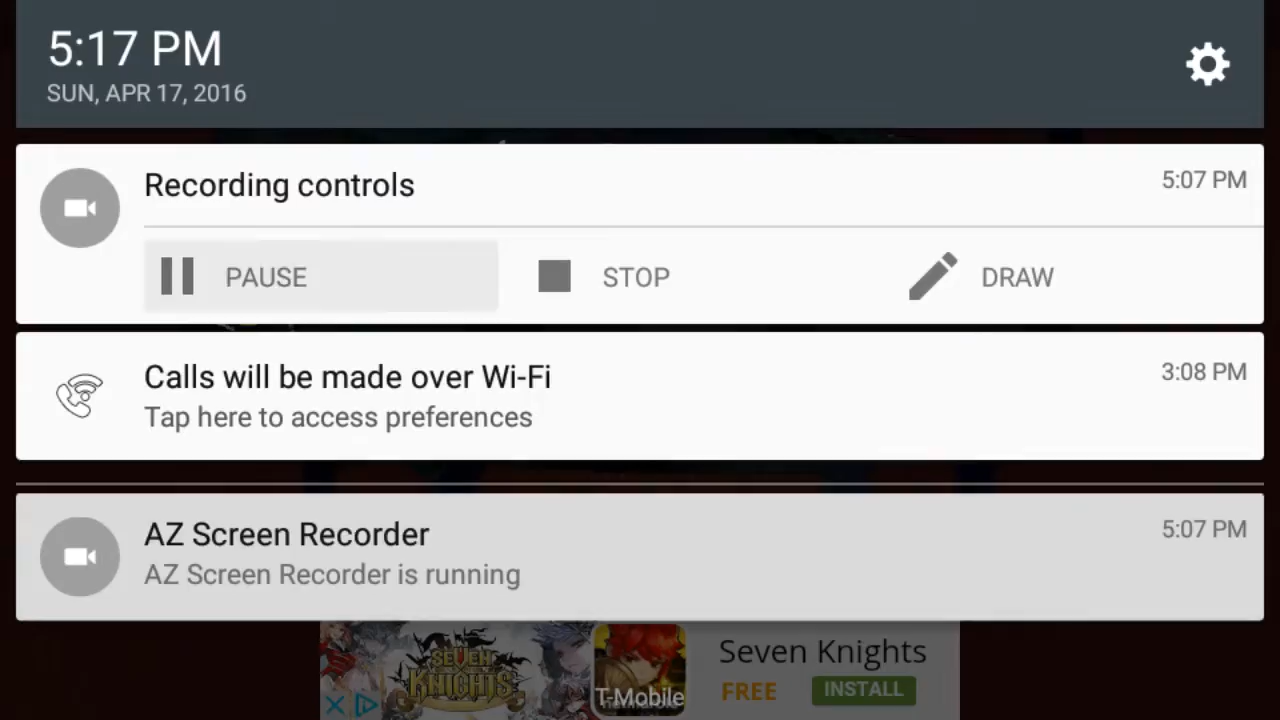 5:17 PM
SUN, APR 17, 2016
Recording controls
5:07 PM
PAUSE
STOP
DRAW
Calls will be made over Wi-Fi
3:08 PM
Tap here to access preferences
AZ Screen Recorder
5:07 PM
AZ Screen Recorder is running
SEVEN
KNIGHTS
T-Mobile
Seven Knights
FREE
INSTALL